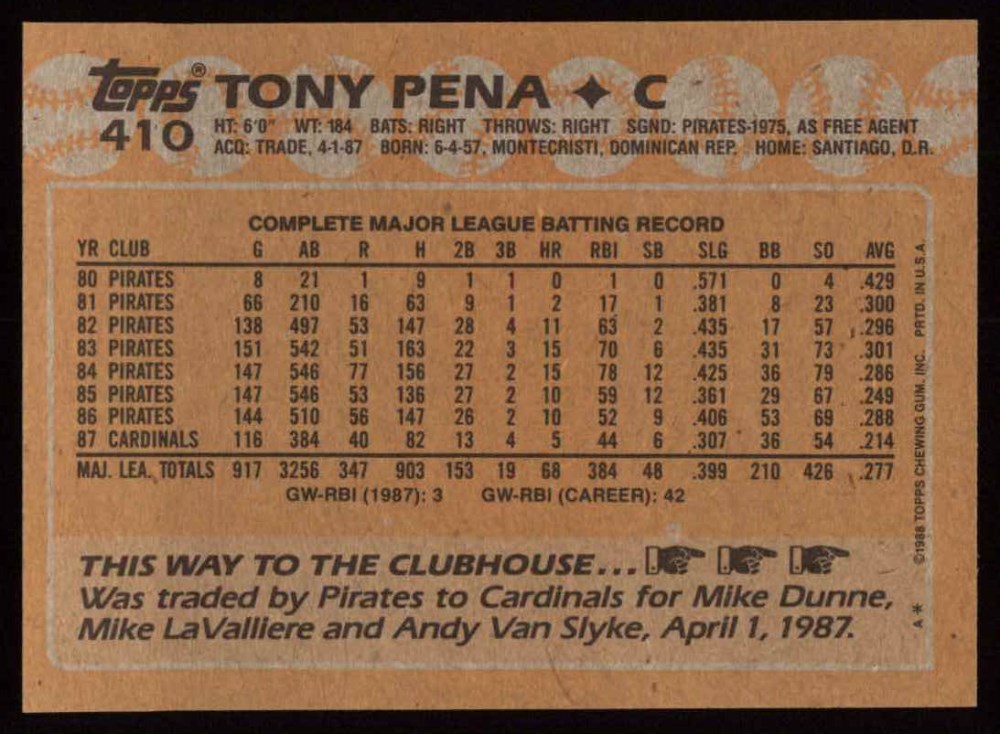 topps® TONY PENA ✦ C
410 HT: 6'0" WT: 184 BATS: RIGHT THROWS: RIGHT SGND: PIRATES-1975, AS FREE AGENT
ACQ: TRADE, 4-1-87 BORN: 6-4-57, MONTECRISTI, DOMINICAN REP. HOME: SANTIAGO, D.R.
COMPLETE MAJOR LEAGUE BATTING RECORD
YR CLUB G AB R H 2B 3B HR RBI SB SLG BB SO AVG
80 PIRATES 8 21 1 9 1 1 0 1 0 .571 0 4 .429
81 PIRATES 66 210 16 63 9 1 2 17 1 .381 8 23 .300
82 PIRATES 138 497 53 147 28 4 11 63 2 .435 17 57 .296
83 PIRATES 151 542 51 163 22 3 15 70 6 .435 31 73 .301
84 PIRATES 147 546 77 156 27 2 15 78 12 .425 36 79 .286
85 PIRATES 147 546 53 136 27 2 10 59 12 .361 29 67 .249
86 PIRATES 144 510 56 147 26 2 10 52 9 .406 53 69 .288
87 CARDINALS 116 384 40 82 13 4 5 44 6 .307 36 54 .214
MAJ. LEA. TOTALS 917 3256 347 903 153 19 68 384 48 .399 210 426 .277
GW-RBI (1987): 3 GW-RBI (CAREER): 42
THIS WAY TO THE CLUBHOUSE...
Was traded by Pirates to Cardinals for Mike Dunne,
Mike LaValliere and Andy Van Slyke, April 1, 1987.
A* ©1988 TOPPS CHEWING GUM, INC. PRTD. IN U.S.A.